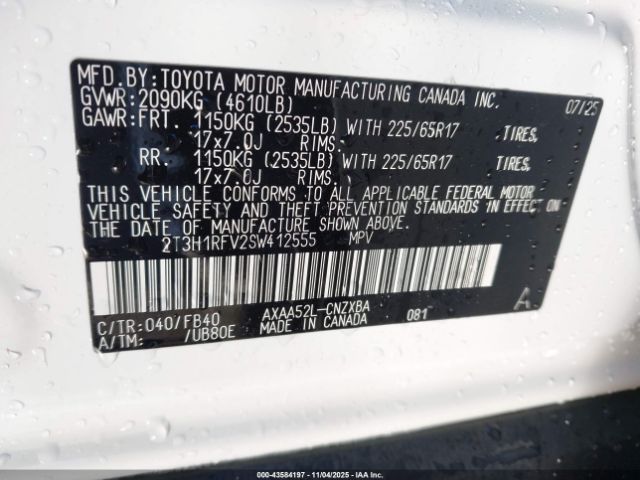 MFD. BY: TOYOTA MOTOR MANUFACTURING CANADA INC. 07/25
GVWR: 2090KG (4610LB)
GAWR: FRT. 1150KG (2535LB) WITH 225/65R17 TIRES,
17x7.0J RIMS.
RR. 1150KG (2535LB) WITH 225/65R17 TIRES,
17x7.0J RIMS.
THIS VEHICLE CONFORMS TO ALL APPLICABLE FEDERAL MOTOR
VEHICLE SAFETY AND THEFT PREVENTION STANDARDS IN EFFECT ON
THE DATE OF MANUFACTURE SHOWN ABOVE.
2T3H1RFV2SW412555 MPV
C/TR: 040/FB40 AXAA52L-CNZXBA 081 A
A/TM: /UB80E MADE IN CANADA
000-43584197 - 11/04/2025 - IAA Inc.